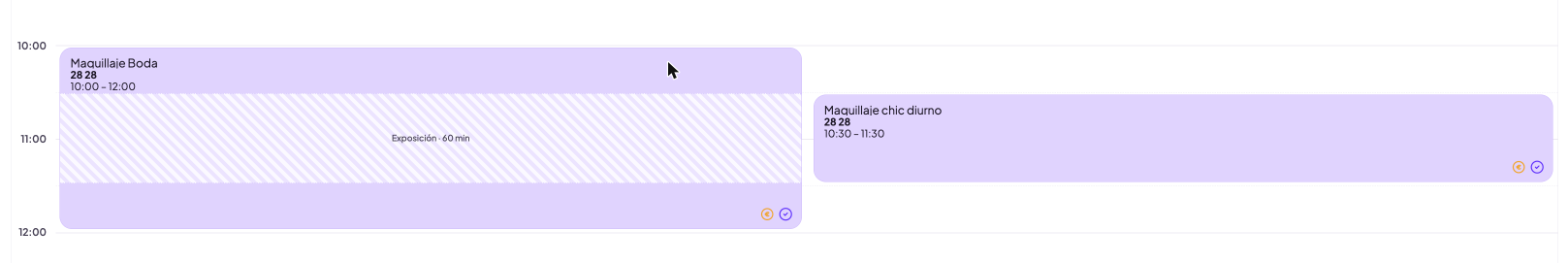 10:00
Maquillaje Boda
28 28
10:00 - 12:00
Exposición · 60 min
11:00
Maquillaje chic diurno
28 28
10:30 - 11:30
12:00